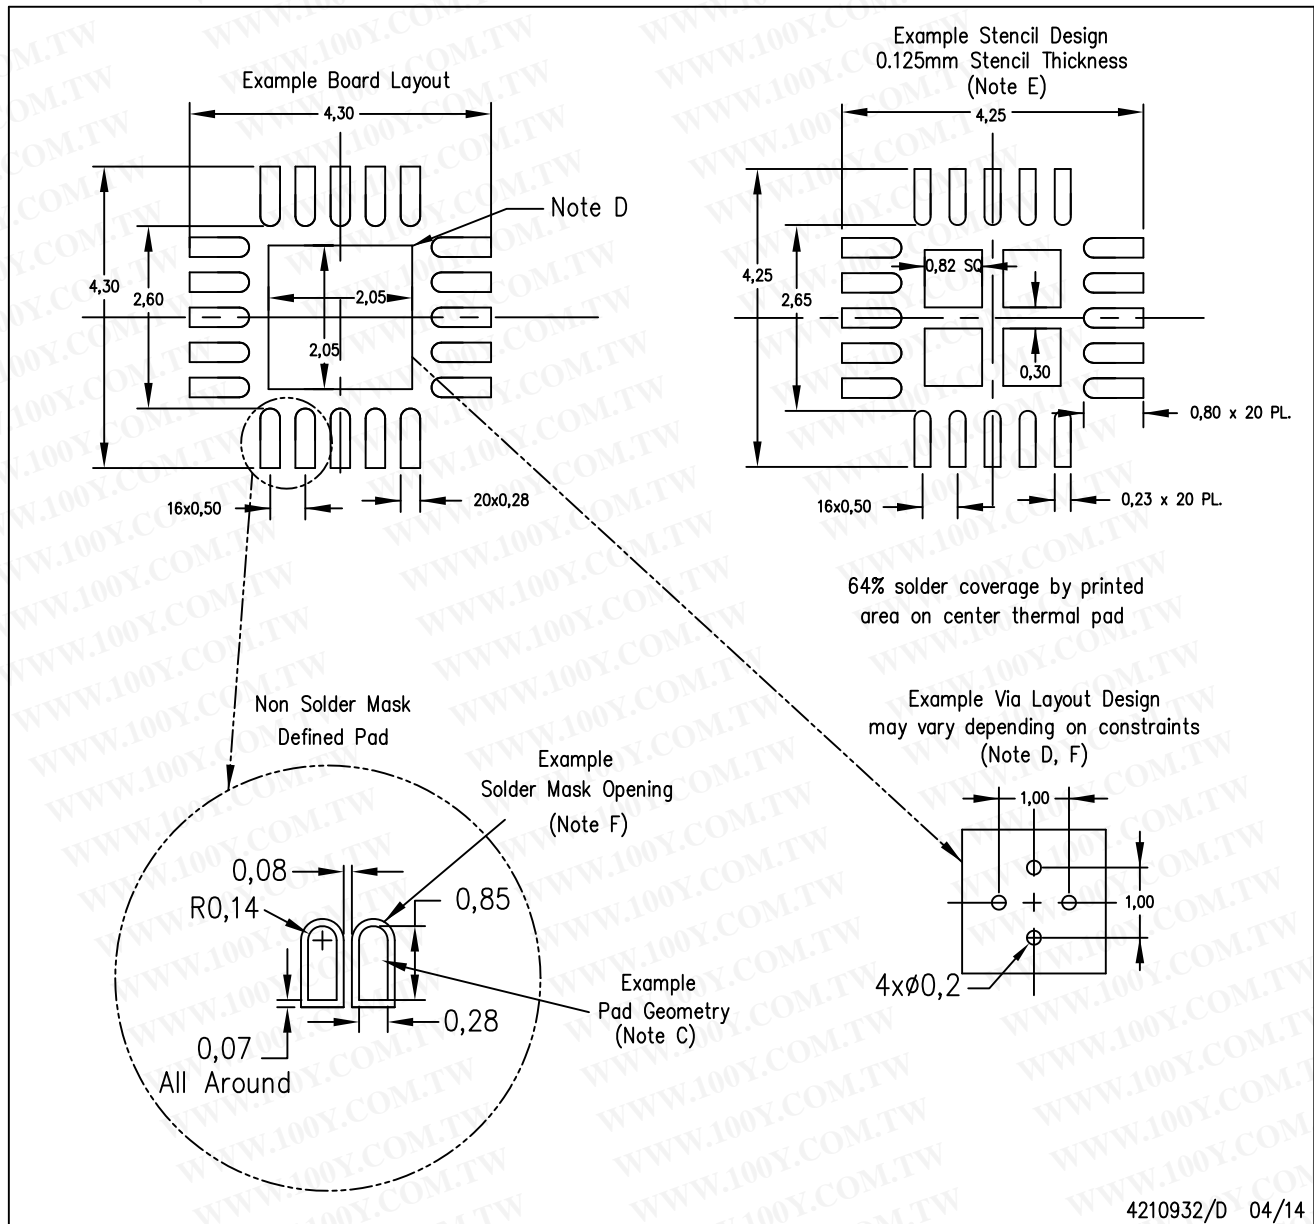 Example Board Layout
4,30
Note D
4,30
2,60
2,05
2,05
16x0,50
20x0,28
Example Stencil Design
0.125mm Stencil Thickness
(Note E)
4,25
4,25
2,65
0,82 SQ
0,30
0,80 x 20 PL.
16x0,50
0,23 x 20 PL.
64% solder coverage by printed
area on center thermal pad
Non Solder Mask
Defined Pad
Example
Solder Mask Opening
(Note F)
0,08
R0,14
0,85
Example
Pad Geometry
(Note C)
0,28
0,07
All Around
Example Via Layout Design
may vary depending on constraints
(Note D, F)
1,00
1,00
4xø0,2
4210932/D 04/14
WWW.100Y.COM.TW